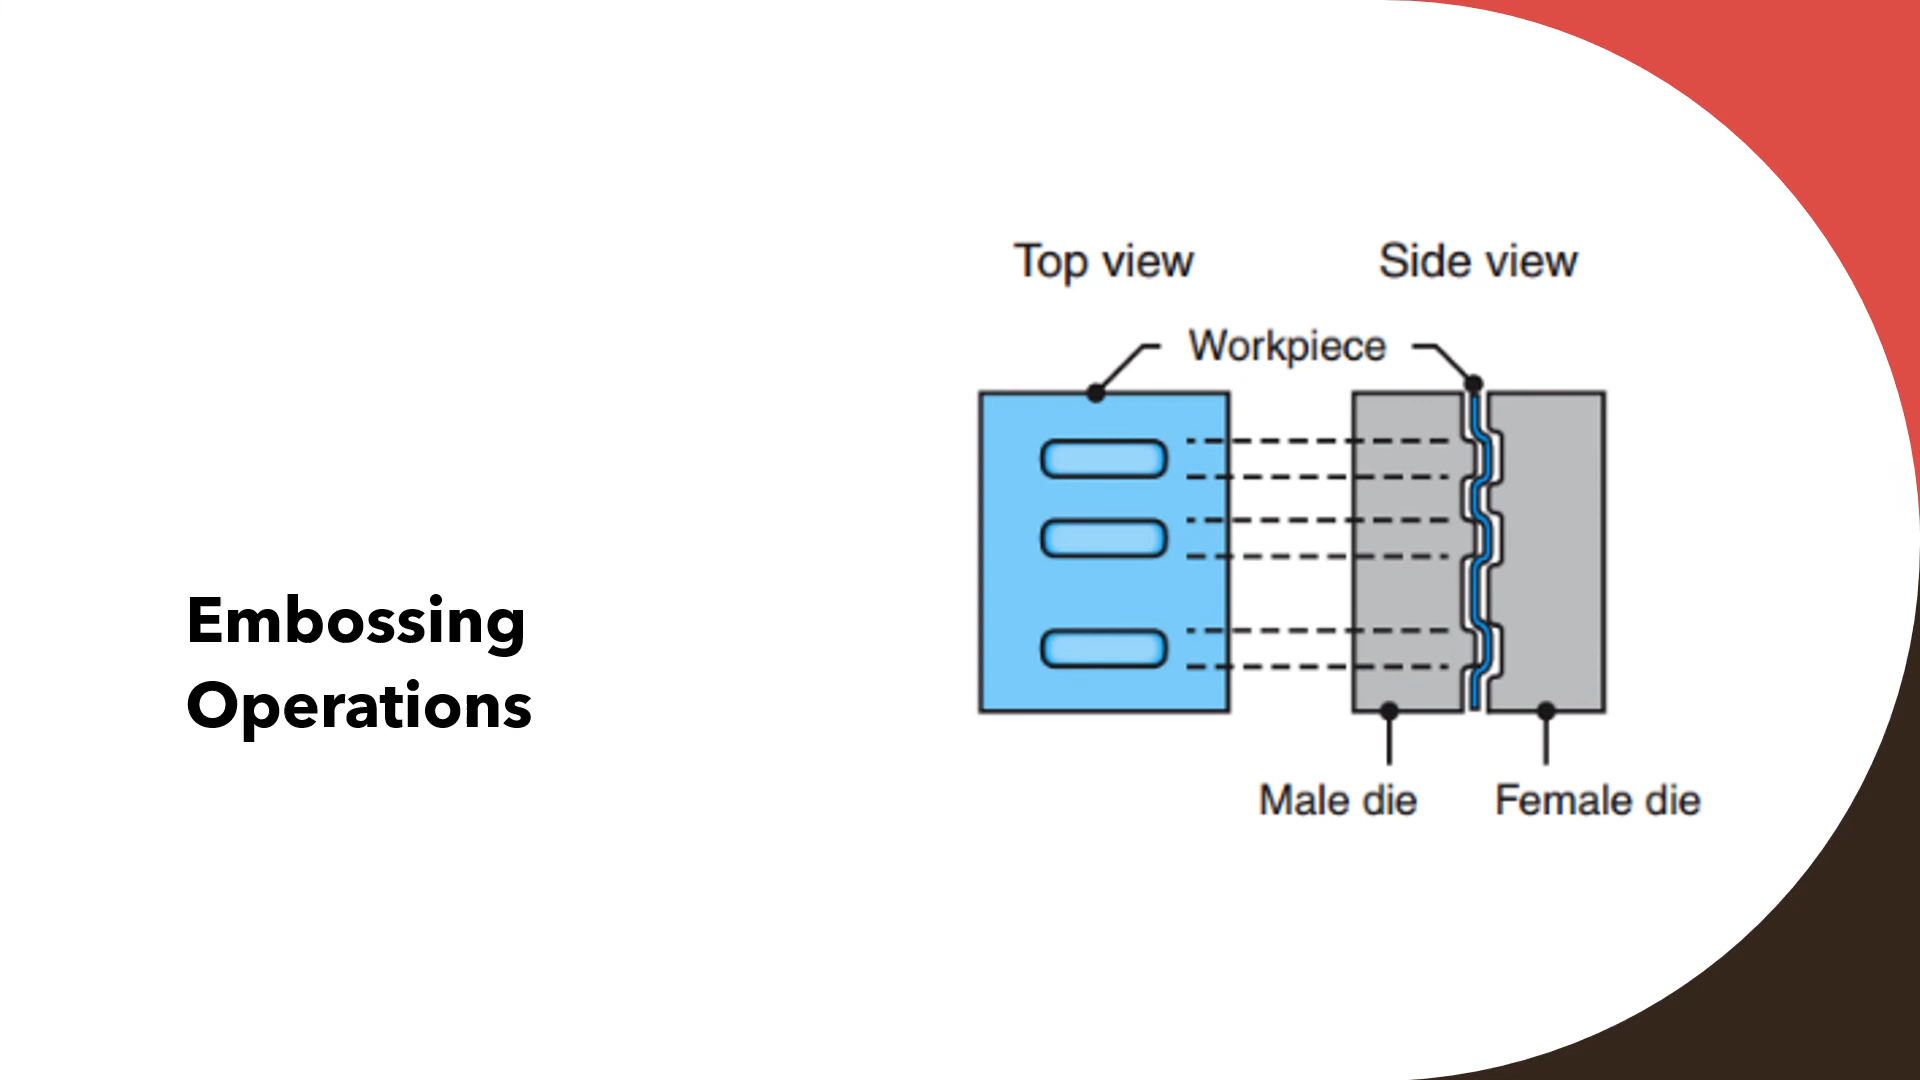 Embossing
Operations
Top view
Side view
Workpiece
Male die
Female die